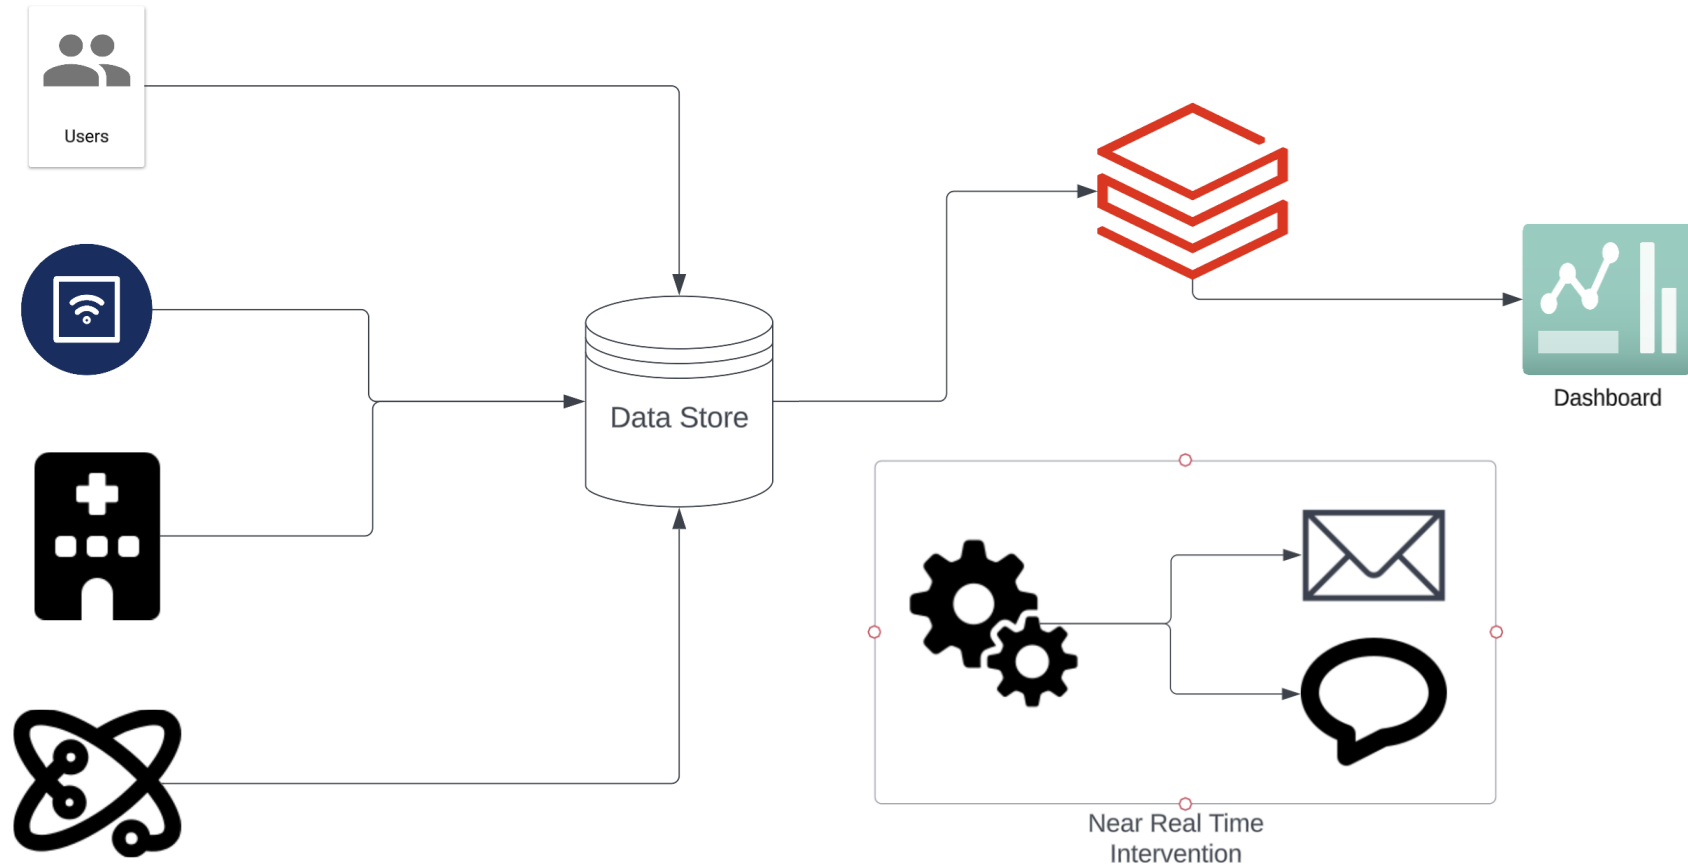 Users
Data Store
Dashboard
Near Real Time
Intervention